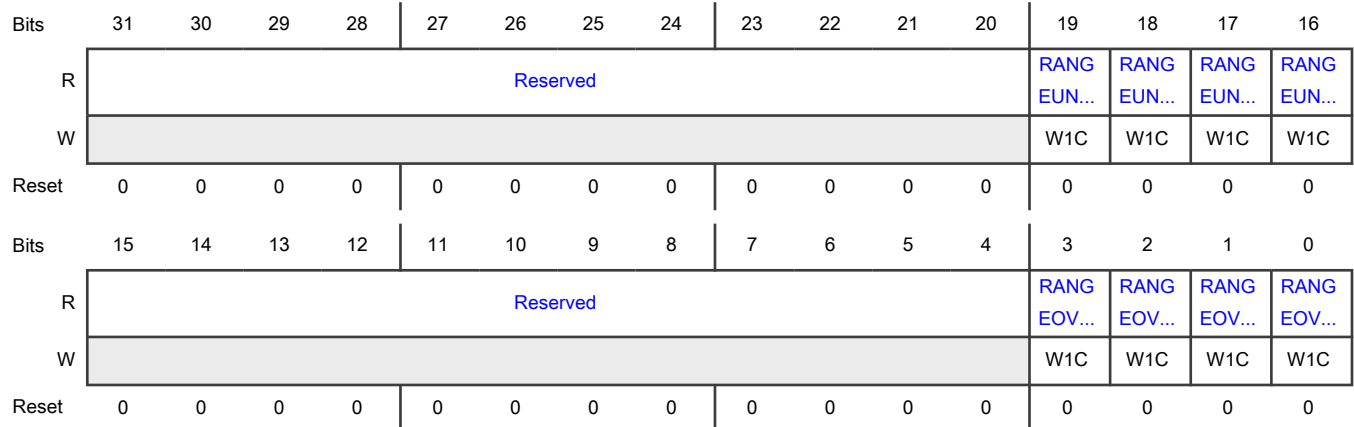 Bits 31 30 29 28 27 26 25 24 23 22 21 20 19 18 17 16
R Reserved RANG EUN... RANG EUN... RANG EUN... RANG EUN...
W W1C W1C W1C W1C
Reset 0 0 0 0 0 0 0 0 0 0 0 0 0 0 0 0
Bits 15 14 13 12 11 10 9 8 7 6 5 4 3 2 1 0
R Reserved RANG EOV... RANG EOV... RANG EOV... RANG EOV...
W W1C W1C W1C W1C
Reset 0 0 0 0 0 0 0 0 0 0 0 0 0 0 0 0